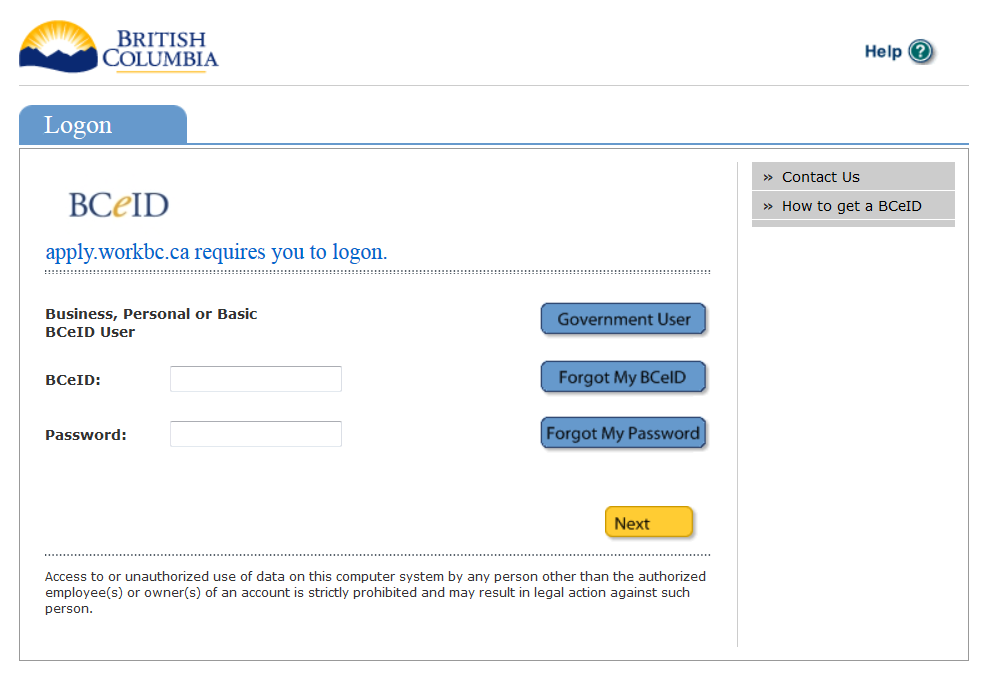 BRITISH
COLUMBIA
Help ?
Logon
BCeID
apply.workbc.ca requires you to logon.
Business, Personal or Basic
BCeID User
BCeID:
Password:
Government User
Forgot My BCeID
Forgot My Password
Next
Access to or unauthorized use of data on this computer system by any person other than the authorized
employee(s) or owner(s) of an account is strictly prohibited and may result in legal action against such
person.
» Contact Us
» How to get a BCeID